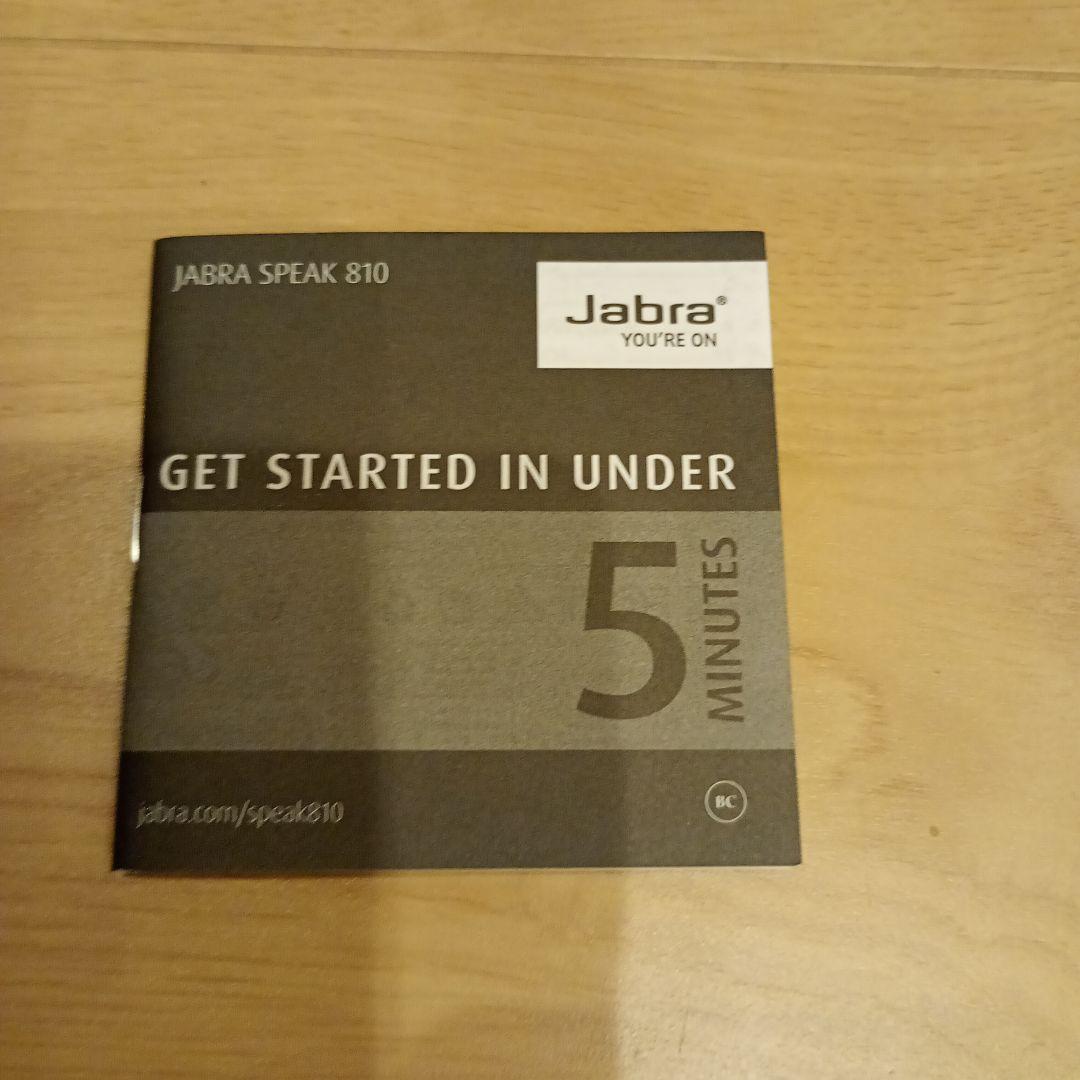 JABRA SPEAK 810
Jabra®
YOU'RE ON
GET STARTED IN UNDER
5 MINUTES
jabra.com/speak810
BC